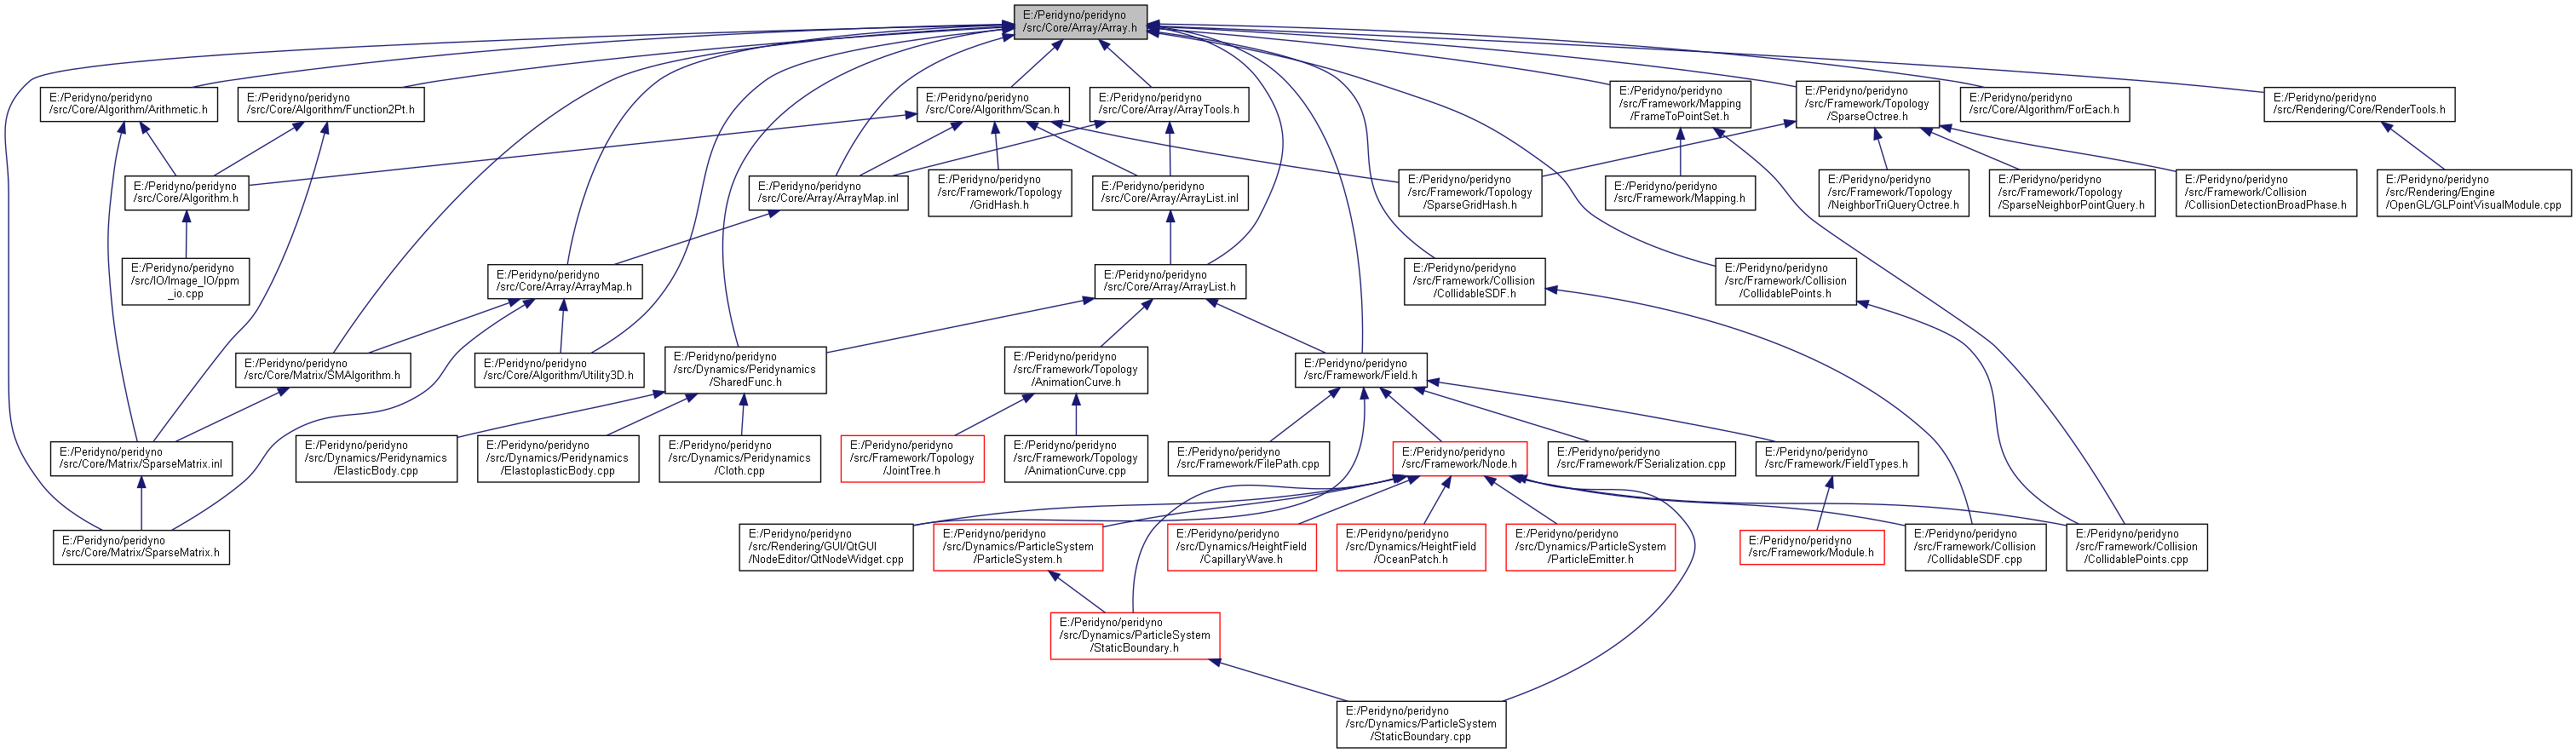 E:/Peridyno/peridyno
/src/Core/Array/Array.h
E:/Peridyno/peridyno
/src/Core/Algorithm/Arithmetic.h
E:/Peridyno/peridyno
/src/Core/Algorithm/Function2Pt.h
E:/Peridyno/peridyno
/src/Core/Algorithm/Scan.h
E:/Peridyno/peridyno
/src/Core/Array/ArrayTools.h
E:/Peridyno/peridyno
/src/Framework/Mapping
/FrameToPointSet.h
E:/Peridyno/peridyno
/src/Framework/Topology
/SparseOctree.h
E:/Peridyno/peridyno
/src/Core/Algorithm/ForEach.h
E:/Peridyno/peridyno
/src/Rendering/Core/RenderTools.h
E:/Peridyno/peridyno
/src/Core/Algorithm.h
E:/Peridyno/peridyno
/src/Core/Array/ArrayMap.inl
E:/Peridyno/peridyno
/src/Framework/Topology
/GridHash.h
E:/Peridyno/peridyno
/src/Core/Array/ArrayList.inl
E:/Peridyno/peridyno
/src/Framework/Topology
/SparseGridHash.h
E:/Peridyno/peridyno
/src/Framework/Mapping.h
E:/Peridyno/peridyno
/src/Framework/Topology
/NeighborTriQueryOctree.h
E:/Peridyno/peridyno
/src/Framework/Topology
/SparseNeighborPointQuery.h
E:/Peridyno/peridyno
/src/Framework/Collision
/CollisionDetectionBroadPhase.h
E:/Peridyno/peridyno
/src/Rendering/Engine
/OpenGL/GLPointVisualModule.cpp
E:/Peridyno/peridyno
/src/IO/Image_IO/ppm
_io.cpp
E:/Peridyno/peridyno
/src/Core/Array/ArrayMap.h
E:/Peridyno/peridyno
/src/Core/Array/ArrayList.h
E:/Peridyno/peridyno
/src/Framework/Collision
/CollidableSDF.h
E:/Peridyno/peridyno
/src/Framework/Collision
/CollidablePoints.h
E:/Peridyno/peridyno
/src/Core/Matrix/SMAlgorithm.h
E:/Peridyno/peridyno
/src/Core/Algorithm/Utility3D.h
E:/Peridyno/peridyno
/src/Dynamics/Peridynamics
/SharedFunc.h
E:/Peridyno/peridyno
/src/Framework/Topology
/AnimationCurve.h
E:/Peridyno/peridyno
/src/Framework/Field.h
E:/Peridyno/peridyno
/src/Core/Matrix/SparseMatrix.inl
E:/Peridyno/peridyno
/src/Dynamics/Peridynamics
/ElasticBody.cpp
E:/Peridyno/peridyno
/src/Dynamics/Peridynamics
/ElastoplasticBody.cpp
E:/Peridyno/peridyno
/src/Dynamics/Peridynamics
/Cloth.cpp
E:/Peridyno/peridyno
/src/Framework/Topology
/JointTree.h
E:/Peridyno/peridyno
/src/Framework/Topology
/AnimationCurve.cpp
E:/Peridyno/peridyno
/src/Framework/FilePath.cpp
E:/Peridyno/peridyno
/src/Framework/Node.h
E:/Peridyno/peridyno
/src/Framework/FSerialization.cpp
E:/Peridyno/peridyno
/src/Framework/FieldTypes.h
E:/Peridyno/peridyno
/src/Core/Matrix/SparseMatrix.h
E:/Peridyno/peridyno
/src/Rendering/GUI/QtGUI
/NodeEditor/QtNodeWidget.cpp
E:/Peridyno/peridyno
/src/Dynamics/ParticleSystem
/ParticleSystem.h
E:/Peridyno/peridyno
/src/Dynamics/HeightField
/CapillaryWave.h
E:/Peridyno/peridyno
/src/Dynamics/HeightField
/OceanPatch.h
E:/Peridyno/peridyno
/src/Dynamics/ParticleSystem
/ParticleEmitter.h
E:/Peridyno/peridyno
/src/Framework/Module.h
E:/Peridyno/peridyno
/src/Framework/Collision
/CollidableSDF.cpp
E:/Peridyno/peridyno
/src/Framework/Collision
/CollidablePoints.cpp
E:/Peridyno/peridyno
/src/Dynamics/ParticleSystem
/StaticBoundary.h
E:/Peridyno/peridyno
/src/Dynamics/ParticleSystem
/StaticBoundary.cpp